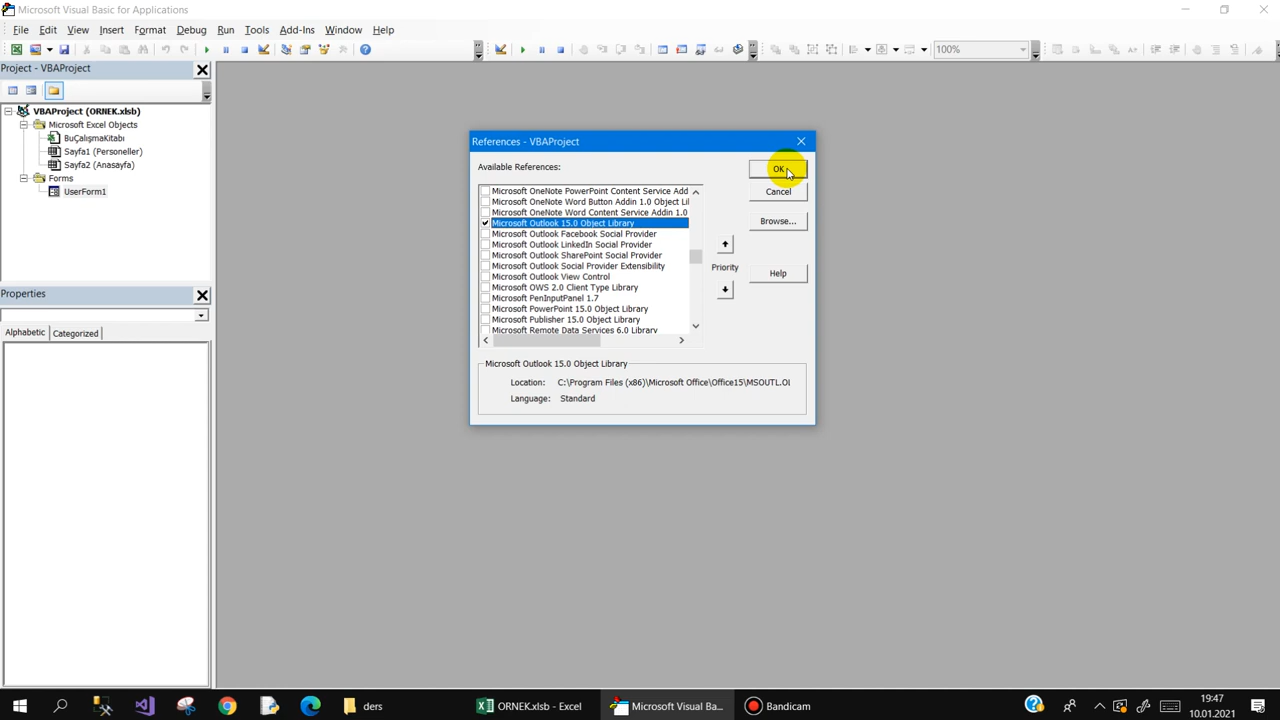 Microsoft Visual Basic for Applications
File Edit View Insert Format Debug Run Tools Add-Ins Window Help
100%
Project - VBAProject
VBAProject (ORNEK.xlsb)
Microsoft Excel Objects
BuÇalışmaKitabı
Sayfa1 (Personeller)
Sayfa2 (Anasayfa)
Forms
UserForm1
Properties
Alphabetic Categorized
References - VBAProject
Available References:
Microsoft OneNote PowerPoint Content Service Add
Microsoft OneNote Word Button Addin 1.0 Object Li
Microsoft OneNote Word Content Service Addin 1.0
Microsoft Outlook 15.0 Object Library
Microsoft Outlook Facebook Social Provider
Microsoft Outlook LinkedIn Social Provider
Microsoft Outlook SharePoint Social Provider
Microsoft Outlook Social Provider Extensibility
Microsoft Outlook View Control
Microsoft OWS 2.0 Client Type Library
Microsoft PenInputPanel 1.7
Microsoft PowerPoint 15.0 Object Library
Microsoft Publisher 15.0 Object Library
Microsoft Remote Data Services 6.0 Library
OK
Cancel
Browse...
Priority
Help
Microsoft Outlook 15.0 Object Library
Location: C:\Program Files (x86)\Microsoft Office\Office15\MSOUTL.OL
Language: Standard
ders
ORNEK.xlsb - Excel
Microsoft Visual Ba...
Bandicam
19:47
10.01.2021